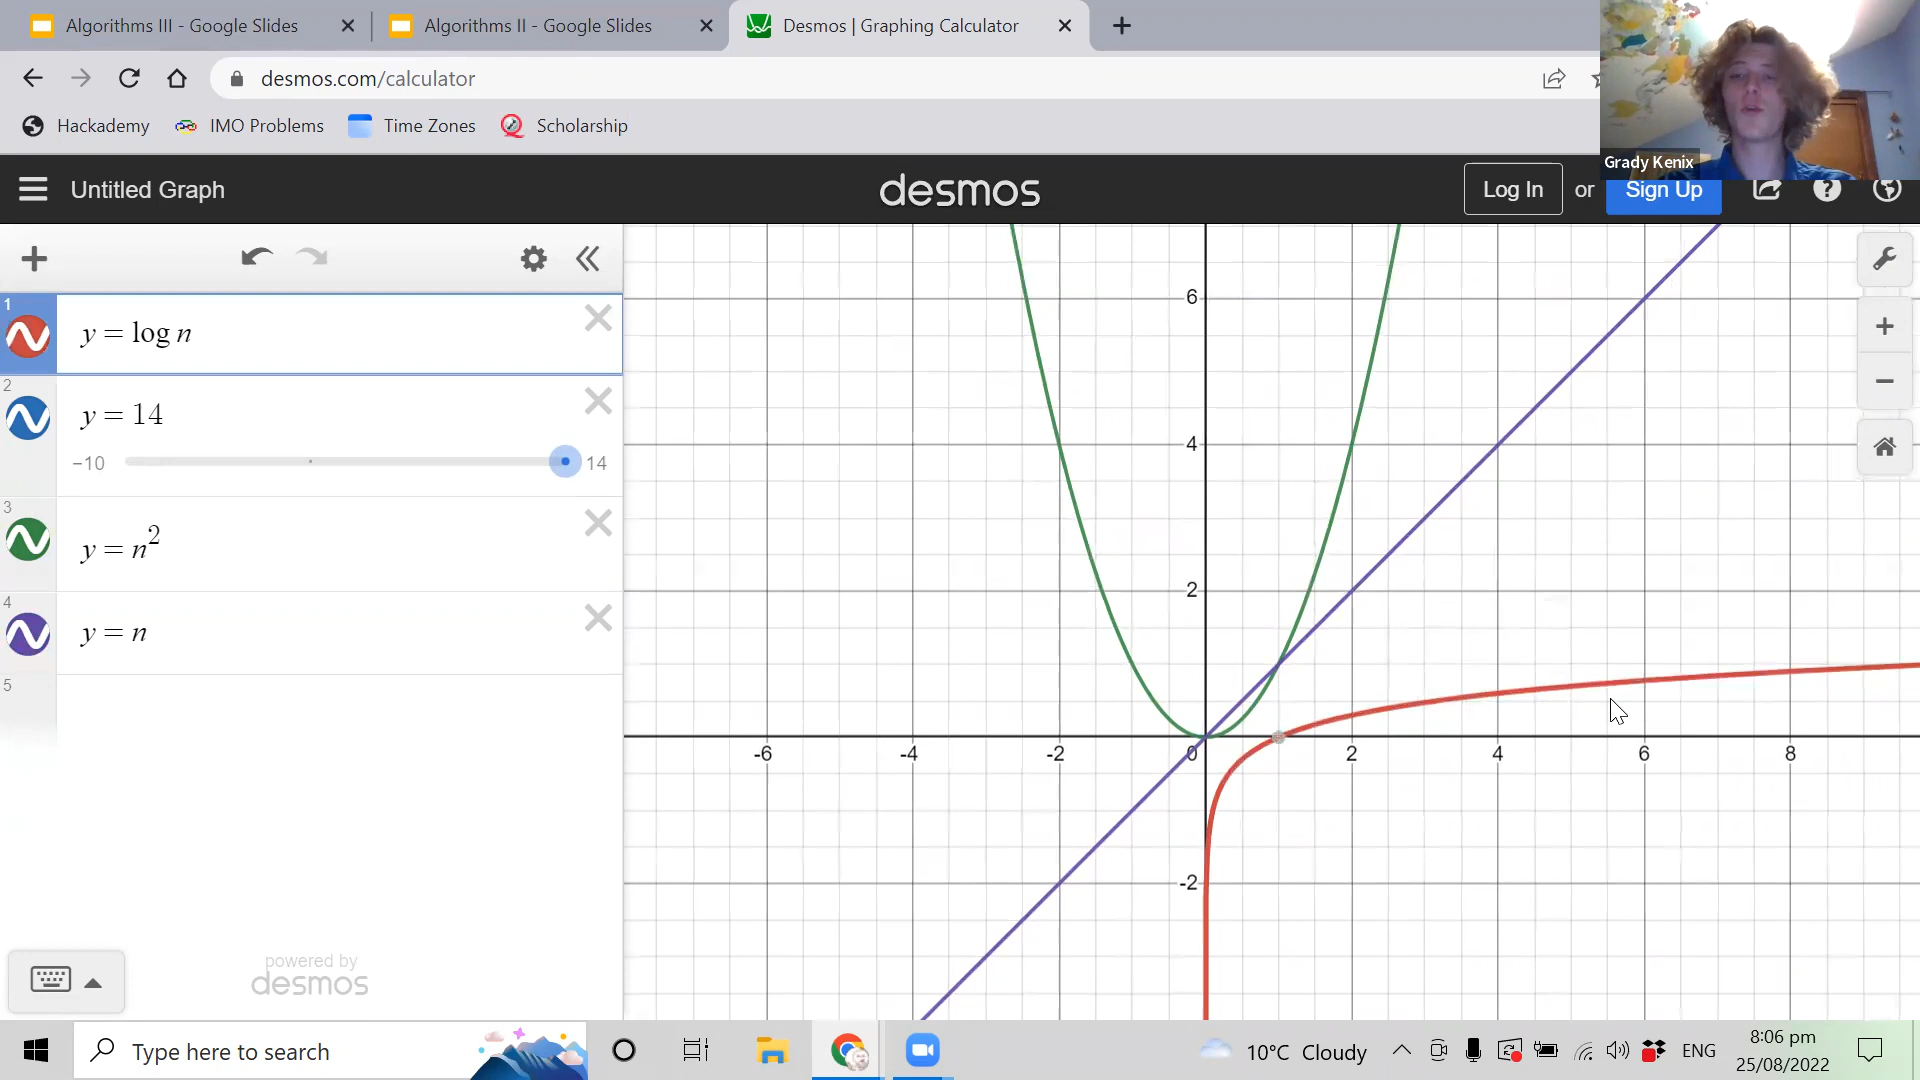 Algorithms III - Google Slides
Algorithms II - Google Slides
Desmos | Graphing Calculator
desmos.com/calculator
Hackademy
IMO Problems
Time Zones
Scholarship
Grady Kenix
Untitled Graph
desmos
Log In
or
Sign Up
1
y = log n
2
y = 14
−10
14
3
y = n²
4
y = n
5
6
4
2
-2
-6
-4
-2
0
2
4
6
8
powered by
desmos
Type here to search
10°C Cloudy
ENG
8:06 pm
25/08/2022